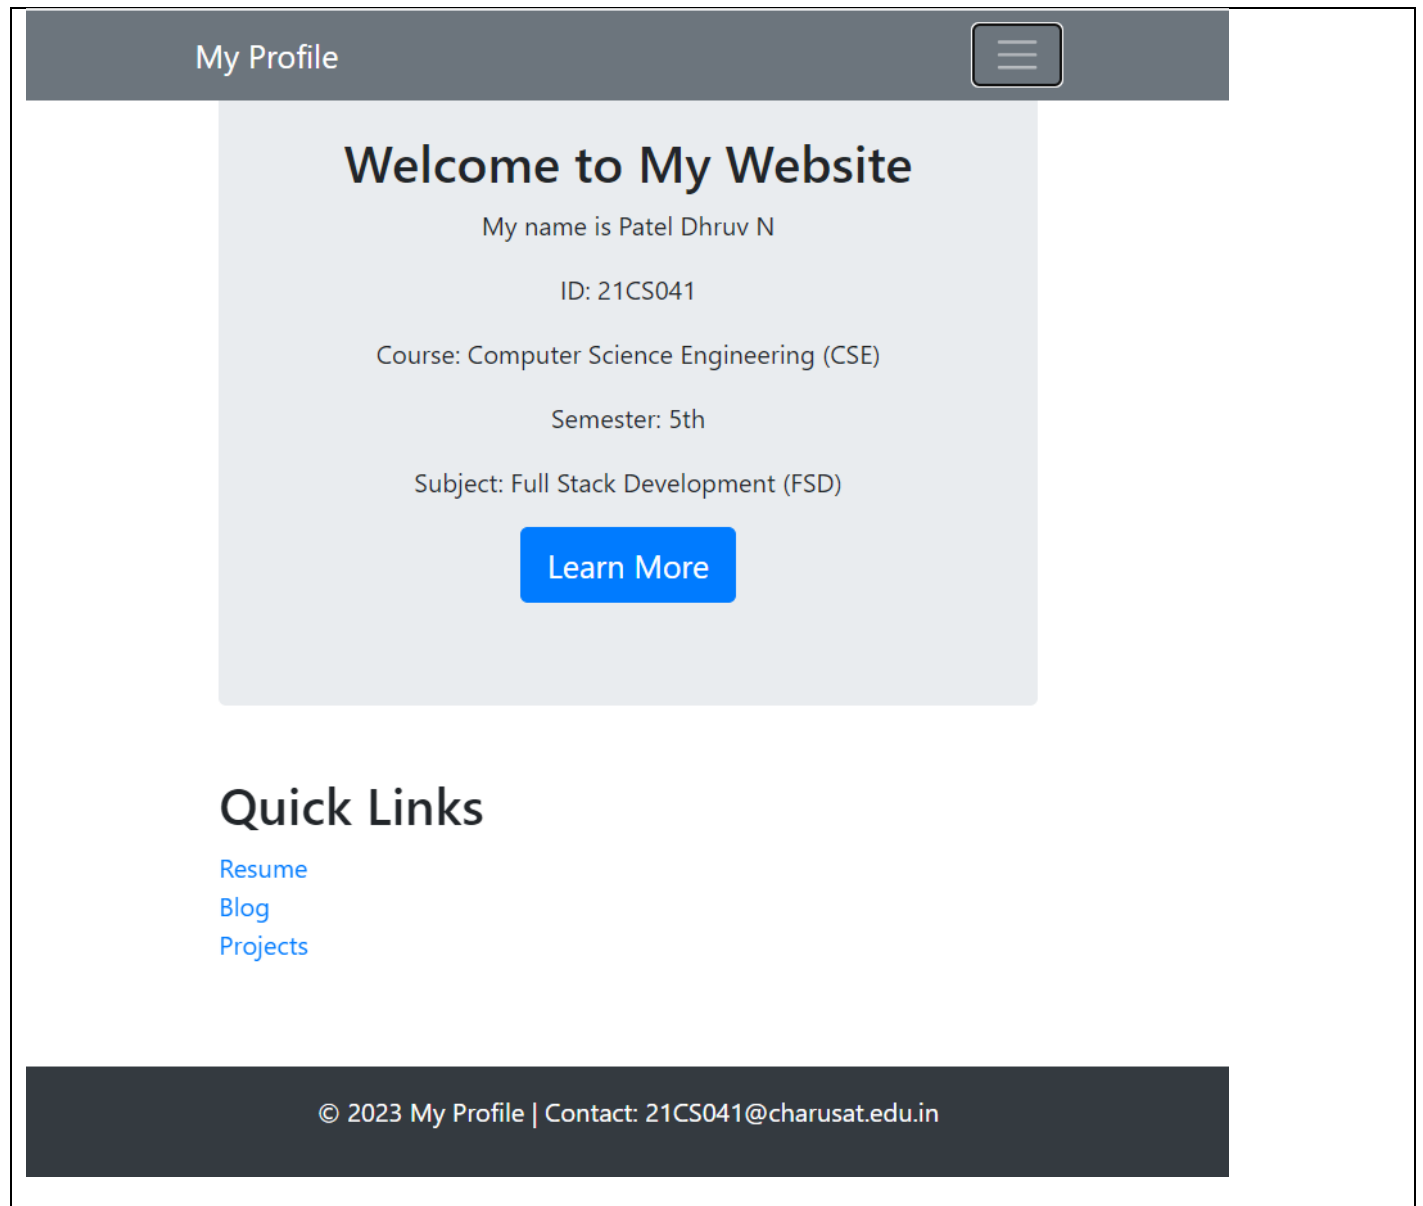 My Profile
Welcome to My Website
My name is Patel Dhruv N
ID: 21CS041
Course: Computer Science Engineering (CSE)
Semester: 5th
Subject: Full Stack Development (FSD)
Learn More
Quick Links
Resume
Blog
Projects
© 2023 My Profile | Contact: 21CS041@charusat.edu.in